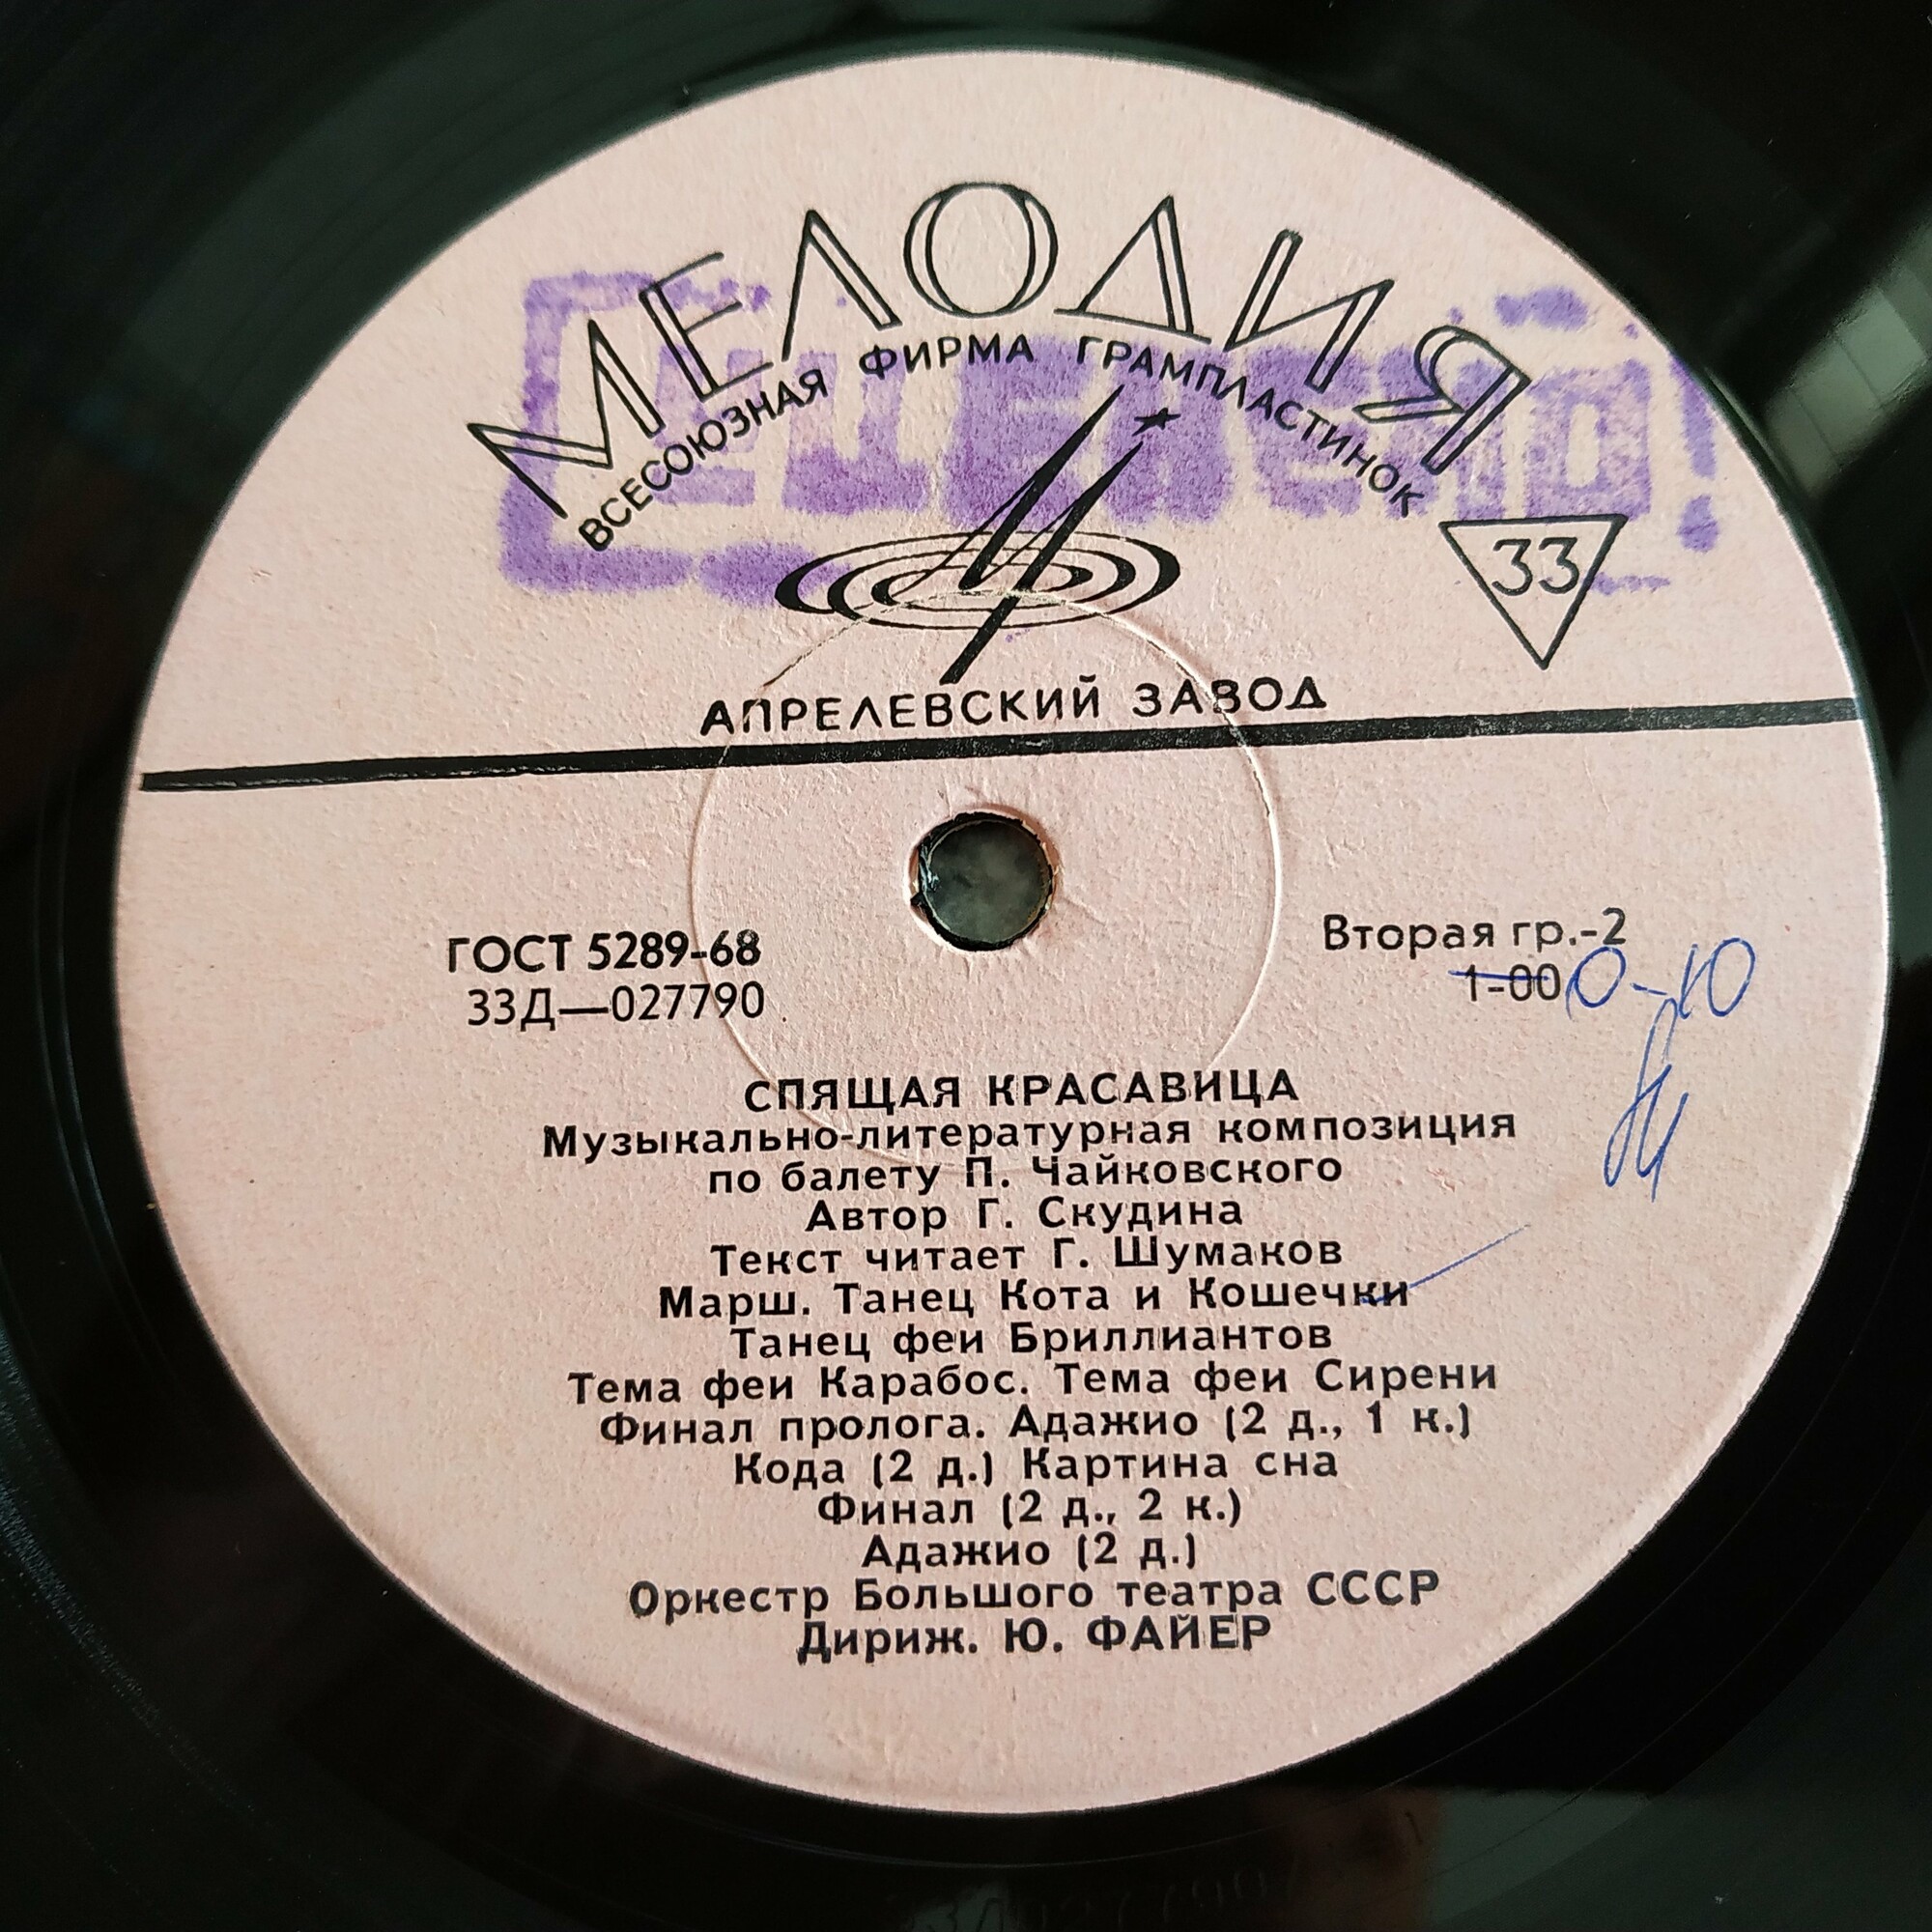 МЕЛОДИЯ
ВСЕСОЮЗНАЯ ФИРМА ГРАМПЛАСТИНОК
33
АПРЕЛЕВСКИЙ ЗАВОД
ГОСТ 5289-68
33Д—027790
Вторая гр.-2
1-00 0-10
СПЯЩАЯ КРАСАВИЦА
Музыкально-литературная композиция
по балету П. Чайковского
Автор Г. Скудина
Текст читает Г. Шумаков
Марш. Танец Кота и Кошечки
Танец феи Бриллиантов
Тема феи Карабос. Тема феи Сирени
Финал пролога. Адажио (2 д., 1 к.)
Кода (2 д.) Картина сна
Финал (2 д., 2 к.)
Адажио (2 д.)
Оркестр Большого театра СССР
Дириж. Ю. ФАЙЕР